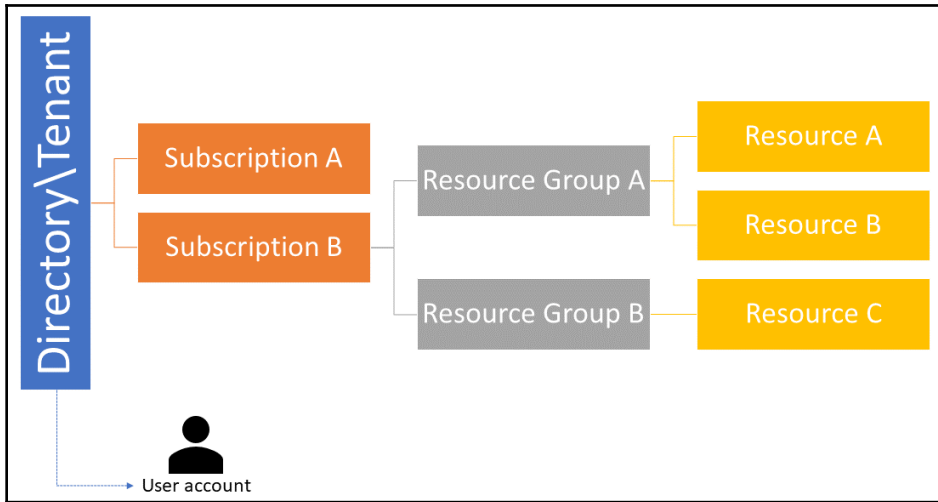 Directory\Tenant
Subscription A
Subscription B
Resource Group A
Resource Group B
Resource A
Resource B
Resource C
User account